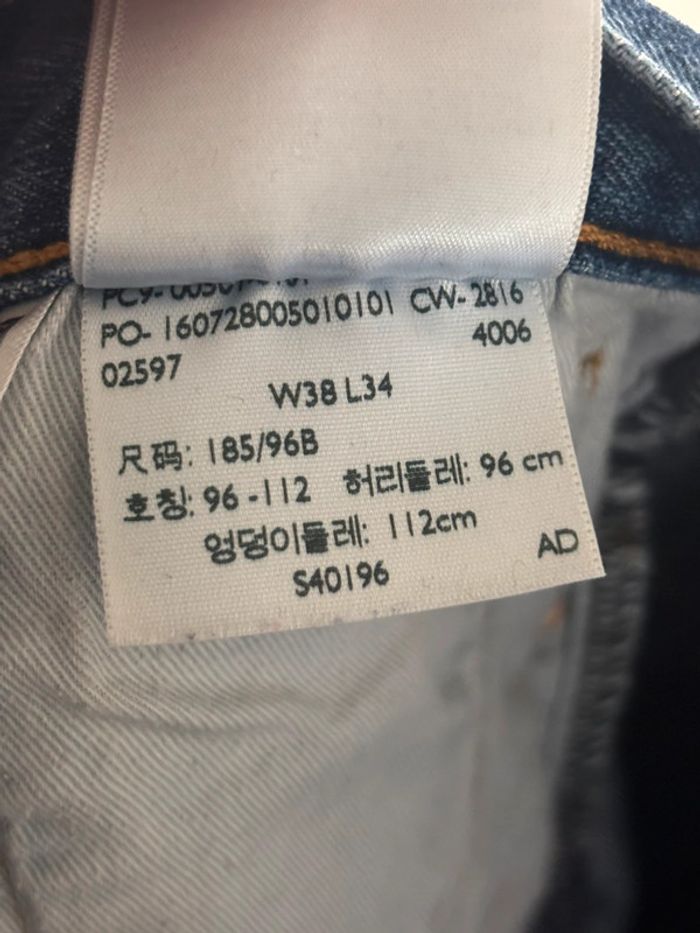 PO- 160728005010101 CW- 2816
02597 4006
W38 L34
尺码: 185/96B
호칭: 96 -112 허리둘레: 96 cm
엉덩이둘레: 112cm
S40196 AD